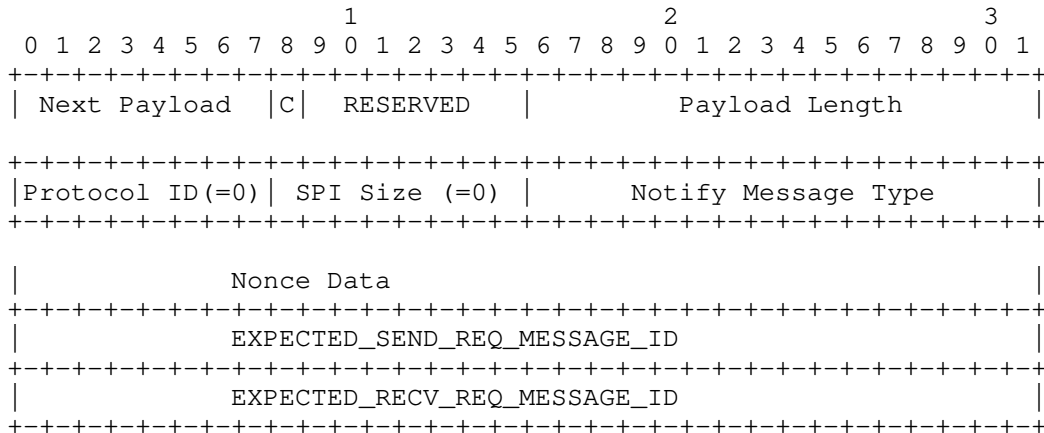 1                   2                   3
 0 1 2 3 4 5 6 7 8 9 0 1 2 3 4 5 6 7 8 9 0 1 2 3 4 5 6 7 8 9 0 1
+-+-+-+-+-+-+-+-+-+-+-+-+-+-+-+-+-+-+-+-+-+-+-+-+-+-+-+-+-+-+-+-+
| Next Payload  |C|  RESERVED   |         Payload Length        |
+-+-+-+-+-+-+-+-+-+-+-+-+-+-+-+-+-+-+-+-+-+-+-+-+-+-+-+-+-+-+-+-+
|Protocol ID(=0)| SPI Size (=0) |      Notify Message Type      |
+-+-+-+-+-+-+-+-+-+-+-+-+-+-+-+-+-+-+-+-+-+-+-+-+-+-+-+-+-+-+-+-+
|             Nonce Data                                        |
+-+-+-+-+-+-+-+-+-+-+-+-+-+-+-+-+-+-+-+-+-+-+-+-+-+-+-+-+-+-+-+-+
|             EXPECTED_SEND_REQ_MESSAGE_ID                      |
+-+-+-+-+-+-+-+-+-+-+-+-+-+-+-+-+-+-+-+-+-+-+-+-+-+-+-+-+-+-+-+-+
|             EXPECTED_RECV_REQ_MESSAGE_ID                      |
+-+-+-+-+-+-+-+-+-+-+-+-+-+-+-+-+-+-+-+-+-+-+-+-+-+-+-+-+-+-+-+-+